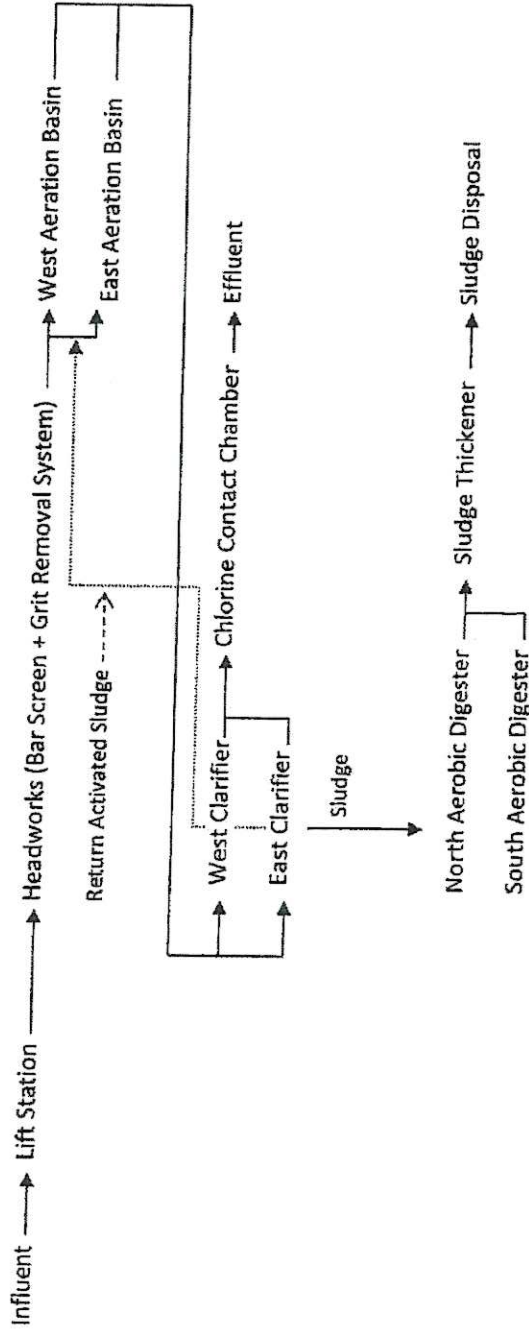 Influent
Lift Station
Headworks (Bar Screen + Grit Removal System)
West Aeration Basin
East Aeration Basin
Return Activated Sludge
West Clarifier
East Clarifier
Chlorine Contact Chamber
Effluent
Sludge
North Aerobic Digester
South Aerobic Digester
Sludge Thickener
Sludge Disposal